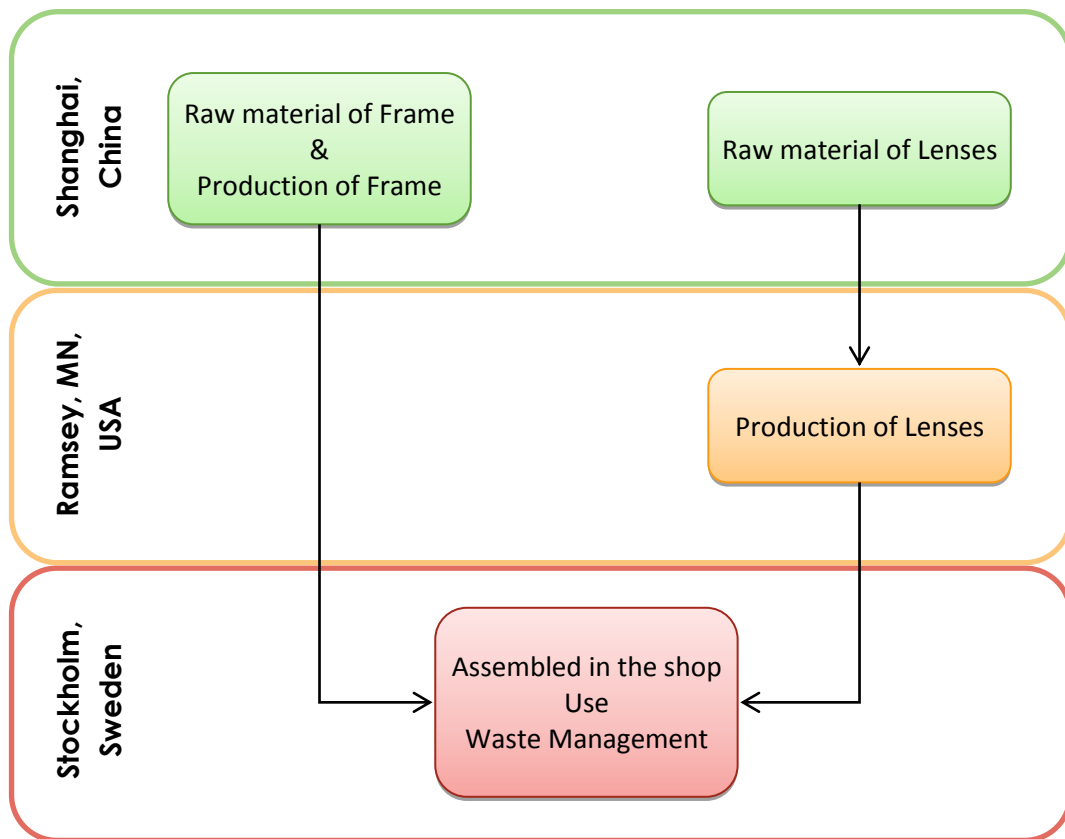 Shanghai,
China
Raw material of Frame
&
Production of Frame
Raw material of Lenses
Ramsey, MN,
USA
Production of Lenses
Stockholm,
Sweden
Assembled in the shop
Use
Waste Management